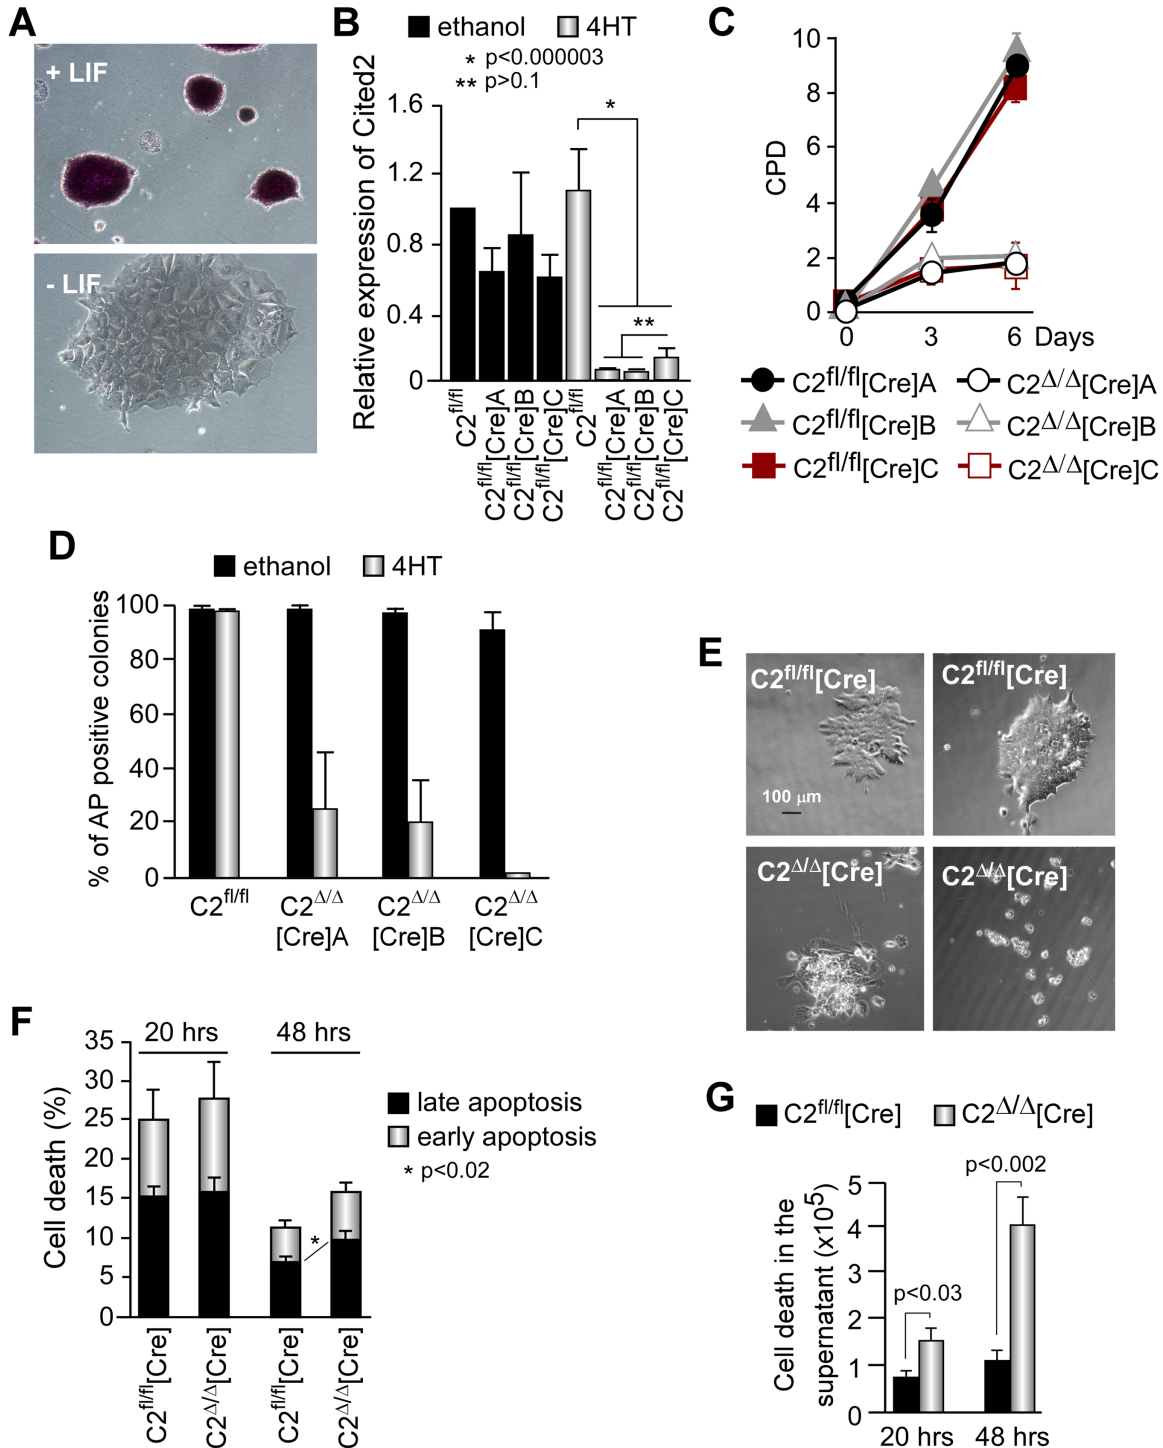 A
+ LIF
- LIF
B
ethanol 4HT
* p<0.000003
** p>0.1
Relative expression of Cited2
1.6
1.2
0.8
0.4
0
*
**
C2fl/fl
C2fl/fl[Cre]A
C2fl/fl[Cre]B
C2fl/fl[Cre]C
C2fl/fl
C2fl/fl[Cre]A
C2fl/fl[Cre]B
C2fl/fl[Cre]C
C
CPD
10
8
6
4
2
0
0 3 6 Days
C2fl/fl[Cre]A C2Δ/Δ[Cre]A
C2fl/fl[Cre]B C2Δ/Δ[Cre]B
C2fl/fl[Cre]C C2Δ/Δ[Cre]C
D
ethanol 4HT
% of AP positive colonies
100
80
60
40
20
0
C2fl/fl C2Δ/Δ C2Δ/Δ C2Δ/Δ
[Cre]A [Cre]B [Cre]C
E
C2fl/fl[Cre] C2fl/fl[Cre]
100 μm
C2Δ/Δ[Cre] C2Δ/Δ[Cre]
F
20 hrs 48 hrs
Cell death (%)
35
30
25
20
15
10
5
0
*
late apoptosis
early apoptosis
* p<0.02
C2fl/fl[Cre]
C2Δ/Δ[Cre]
C2fl/fl[Cre]
C2Δ/Δ[Cre]
G
C2fl/fl[Cre] C2Δ/Δ[Cre]
Cell death in the
supernatant (x105)
p<0.002
p<0.03
5
4
3
2
1
0
20 hrs 48 hrs